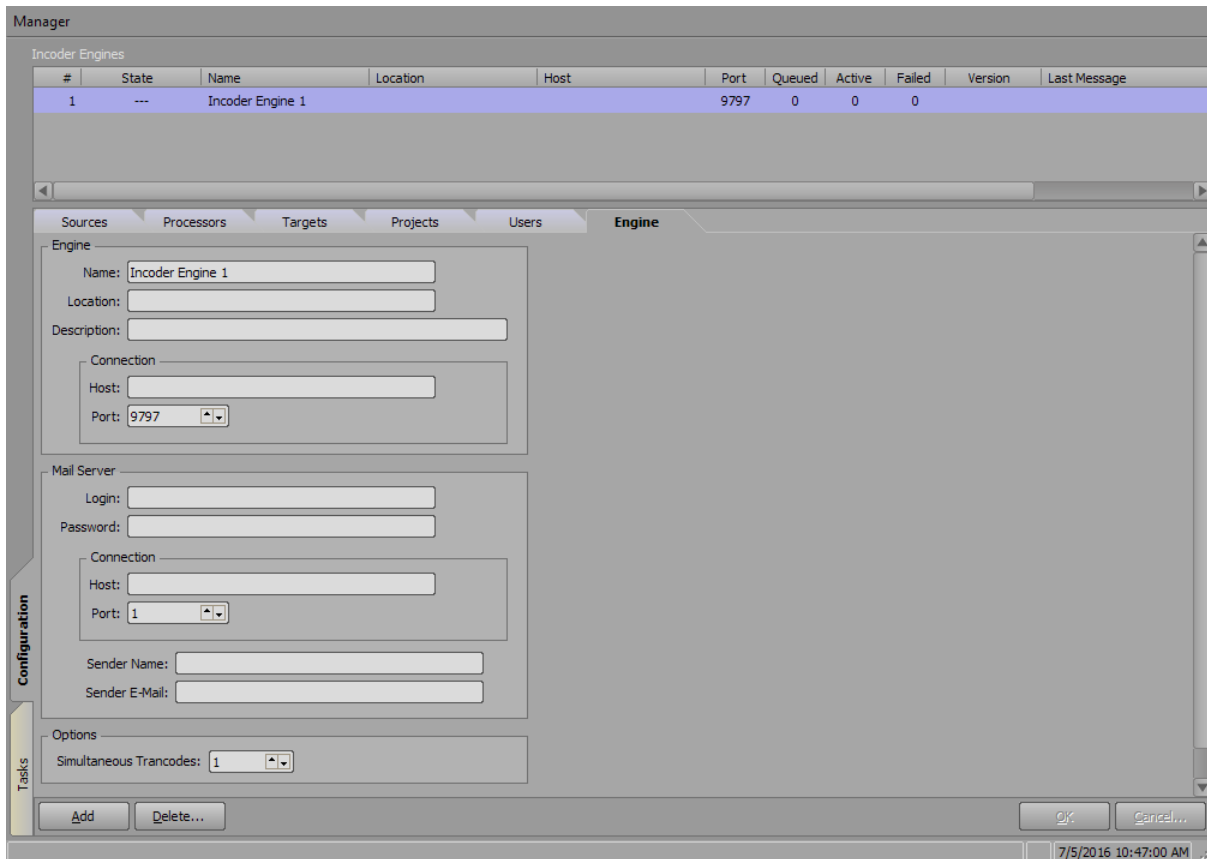 Manager
Incoder Engines
# State Name Location Host Port Queued Active Failed Version Last Message
1 --- Incoder Engine 1 9797 0 0 0
Sources Processors Targets Projects Users Engine
Engine
Name: Incoder Engine 1
Location:
Description:
Connection
Host:
Port: 9797
Mail Server
Login:
Password:
Connection
Host:
Port: 1
Sender Name:
Sender E-Mail:
Options
Simultaneous Trancodes: 1
Configuration
Tasks
Add Delete... OK Cancel...
7/5/2016 10:47:00 AM